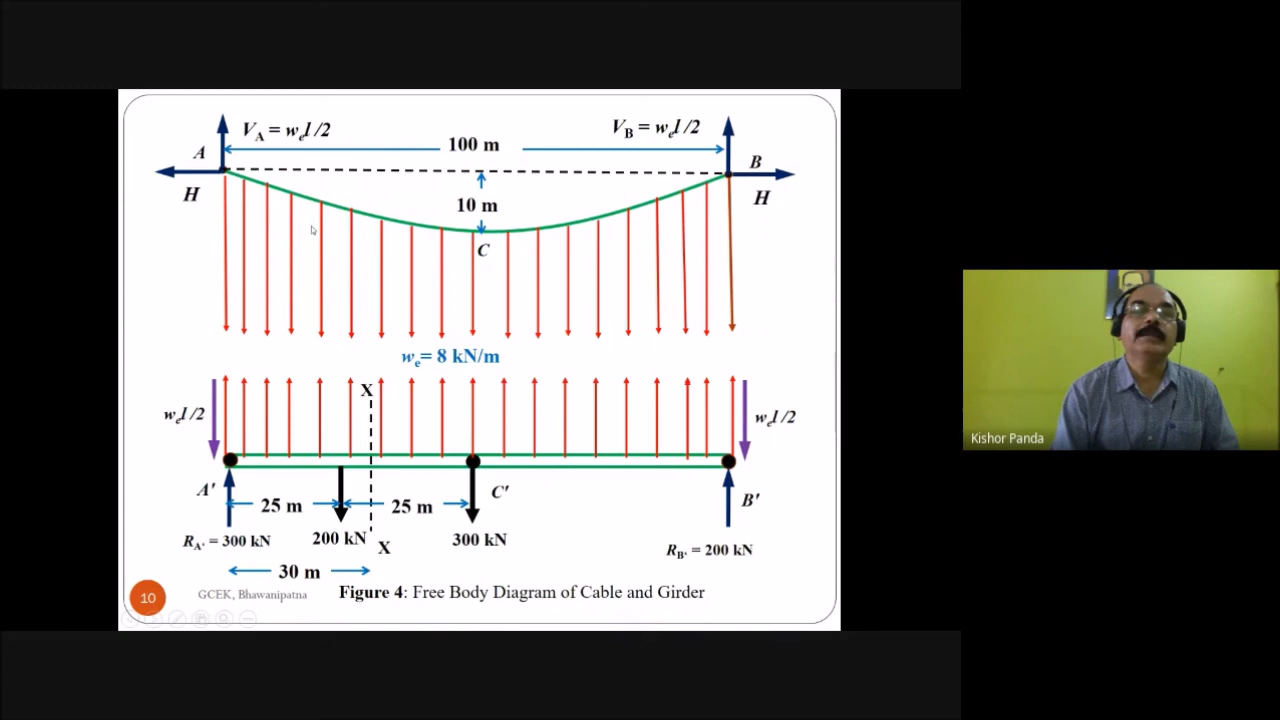 V_A = w_e l /2
V_B = w_e l /2
100 m
A
B
H
H
10 m
C
w_e= 8 kN/m
X
w_e l /2
w_e l /2
A'
25 m
25 m
C'
B'
R_A' = 300 kN
200 kN
X
300 kN
R_B' = 200 kN
30 m
10
GCEK, Bhawanipatna
Figure 4: Free Body Diagram of Cable and Girder
Kishor Panda